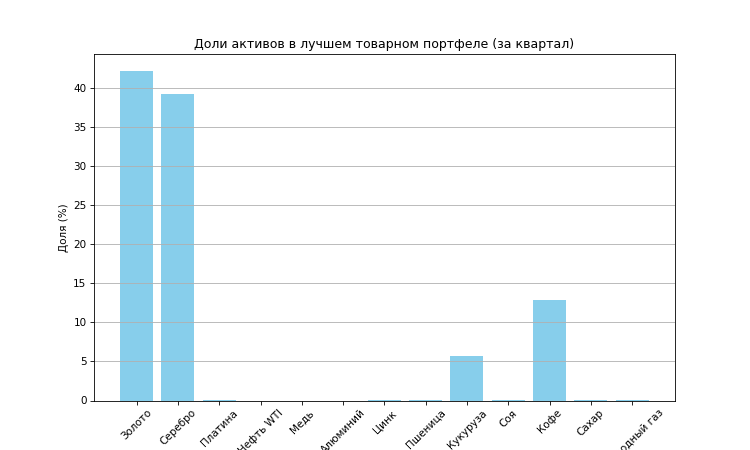 Доли активов в лучшем товарном портфеле (за квартал)
Доля (%)
40
35
30
25
20
15
10
5
0
Золото
Серебро
Платина
Нефть WTI
Медь
Алюминий
Цинк
Пшеница
Кукуруза
Соя
Кофе
Сахар
одный газ